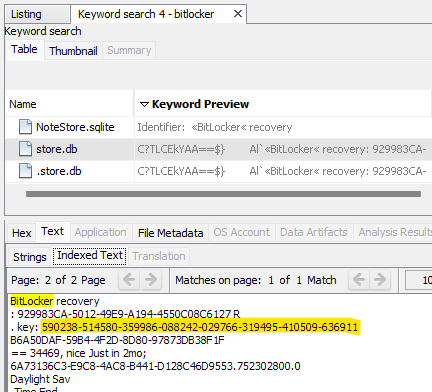 Listing
Keyword search 4 - bitlocker
Keyword search
Table Thumbnail Summary
Name Keyword Preview
NoteStore.sqlite Identifier: «BitLocker« recovery
store.db C?TLCEkYAA==$} Al`«BitLocker« recovery: 929983CA-
.store.db C?TLCEkYAA==$} Al`«BitLocker« recovery: 929983CA-
Hex Text Application File Metadata OS Account Data Artifacts Analysis Results
Strings Indexed Text Translation
Page: 2 of 2 Page Matches on page: 1 of 1 Match 10
BitLocker recovery
: 929983CA-5012-49E9-A194-4550C08C6127 R
. key: 590238-514580-359986-088242-029766-319495-410509-636911
B6A50DAF-59B4-4F2D-8D80-97873DB38F1F
== 34469, nice Just in 2mo;
6A73136C3-E9C8-4AC8-B441-D128C46D9553.752302800.0
Daylight Sav
Time End